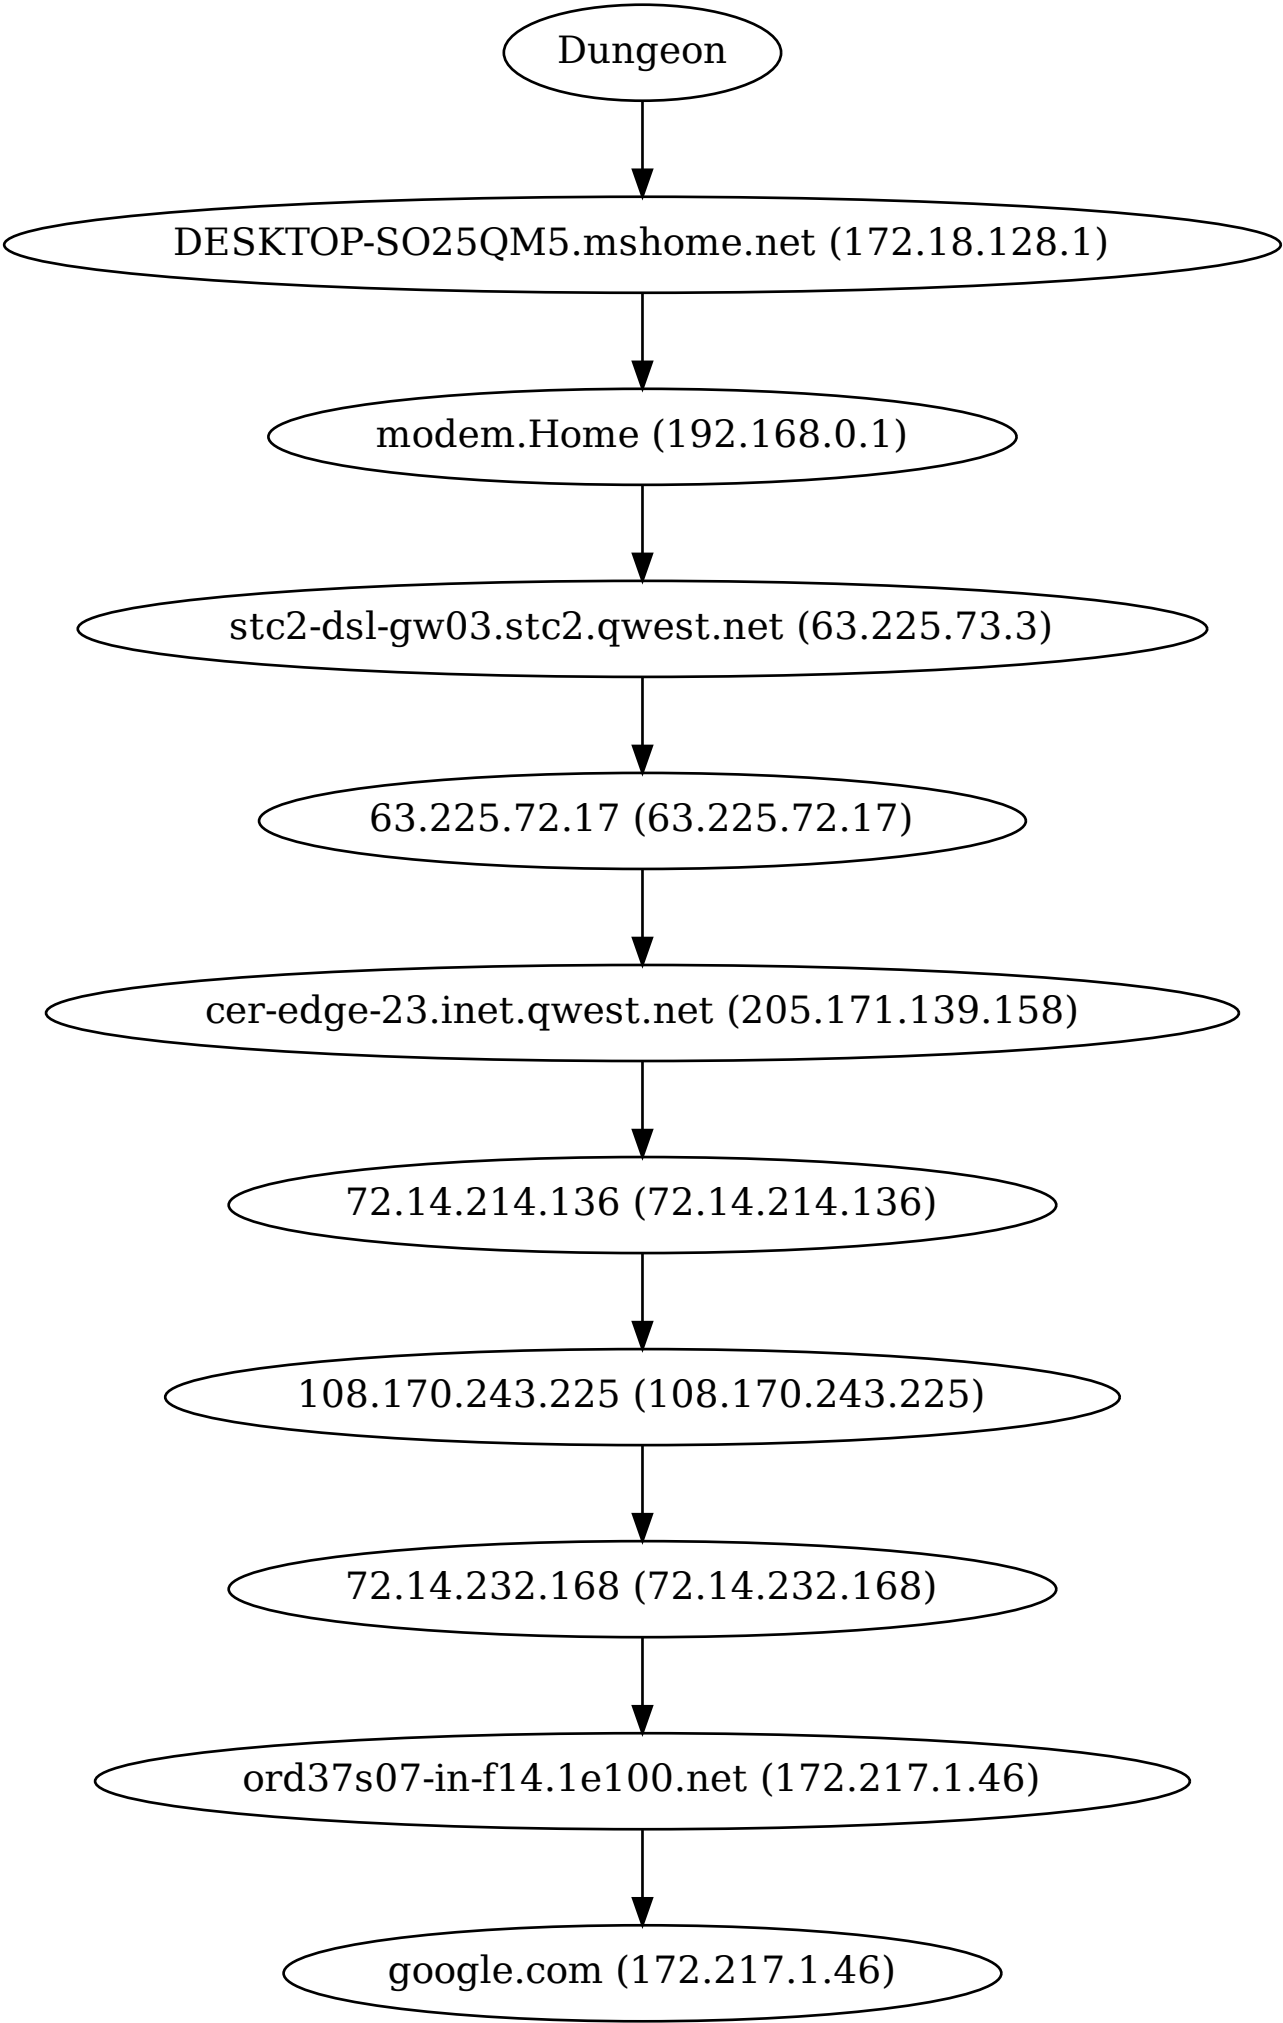 Dungeon
DESKTOP-SO25QM5.mshome.net (172.18.128.1)
modem.Home (192.168.0.1)
stc2-dsl-gw03.stc2.qwest.net (63.225.73.3)
63.225.72.17 (63.225.72.17)
cer-edge-23.inet.qwest.net (205.171.139.158)
72.14.214.136 (72.14.214.136)
108.170.243.225 (108.170.243.225)
72.14.232.168 (72.14.232.168)
ord37s07-in-f14.1e100.net (172.217.1.46)
google.com (172.217.1.46)